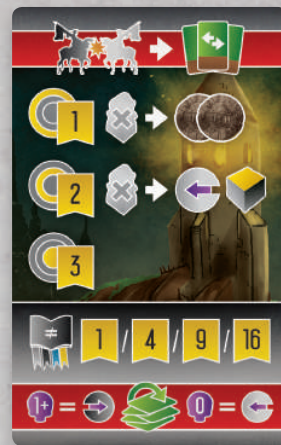 1
2
3
≠ 1 / 4 / 9 / 16
1+ = 0 =